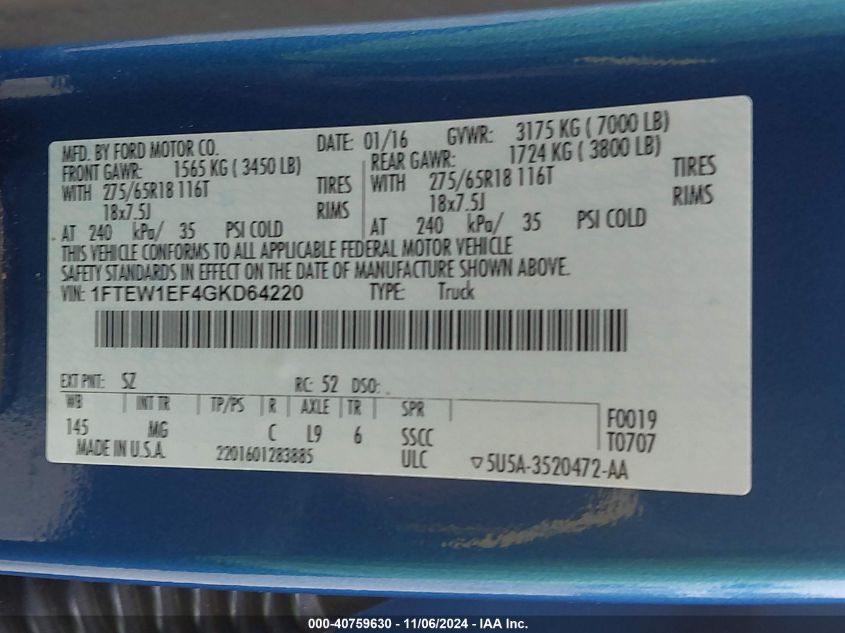 MFD. BY FORD MOTOR CO. DATE: 01/16 GVWR: 3175 KG ( 7000 LB)
FRONT GAWR: 1565 KG ( 3450 LB) REAR GAWR: 1724 KG ( 3800 LB)
WITH 275/65R18 116T TIRES WITH 275/65R18 116T TIRES
18x7.5J RIMS 18x7.5J RIMS
AT 240 kPa/ 35 PSI COLD AT 240 kPa/ 35 PSI COLD
THIS VEHICLE CONFORMS TO ALL APPLICABLE FEDERAL MOTOR VEHICLE
SAFETY STANDARDS IN EFFECT ON THE DATE OF MANUFACTURE SHOWN ABOVE.
VIN: 1FTEW1EF4GKD64220 TYPE: Truck
EXT PNT: SZ RC: 52 DSO:
WB INT TR TP/PS R AXLE TR SPR F0019
145 MG C L9 6 SSCC T0707
MADE IN U.S.A. 2201601283885 ULC ▽5U5A-3520472-AA
000-40759630 - 11/06/2024 - IAA Inc.